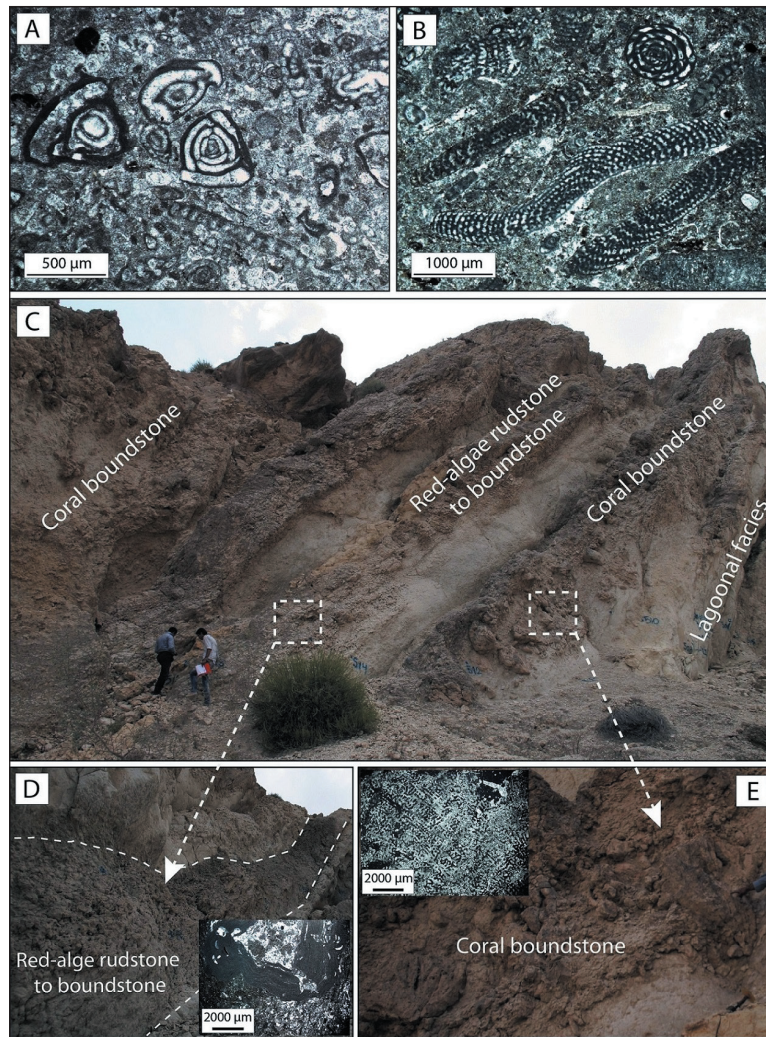 A
B
500 µm
1000 µm
C
Coral boundstone
Red-algae rudstone
to boundstone
Coral boundstone
Lagoonal facies
S44
D
E
2000 µm
Red-alge rudstone
to boundstone
2000 µm
Coral boundstone